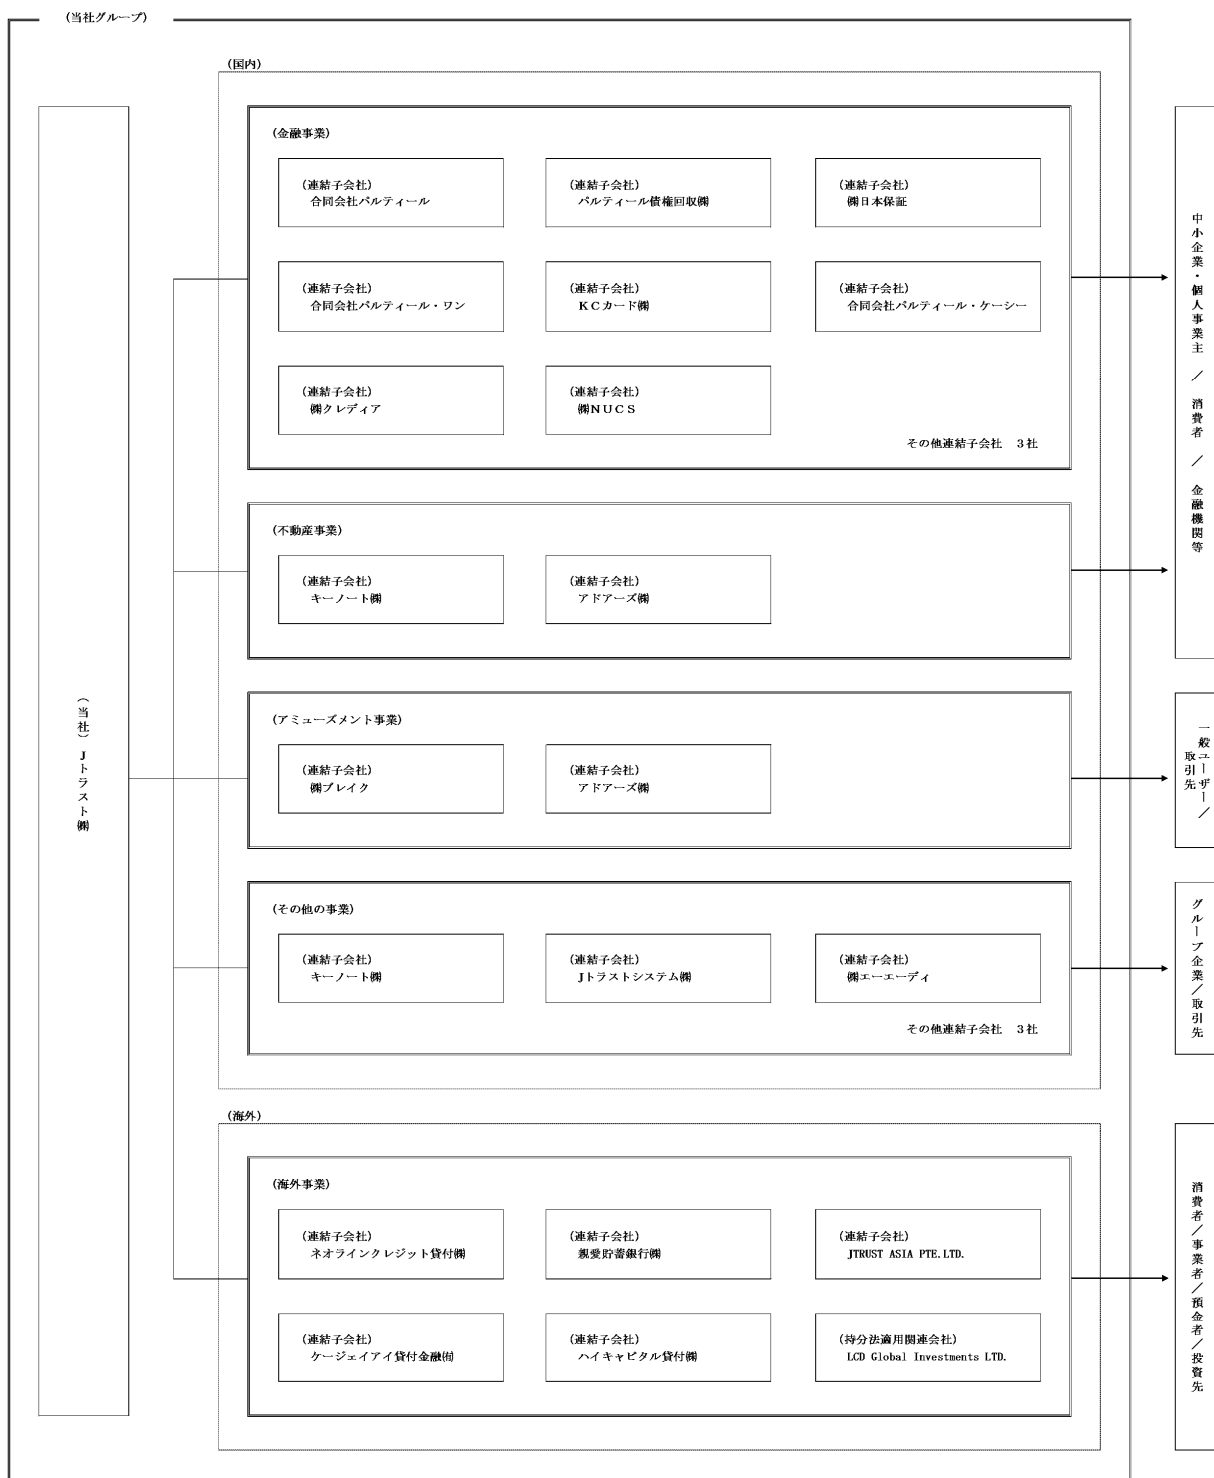 (当社グループ)
(国内)
(金融事業)
(連結子会社)
合同会社パルティール
(連結子会社)
パルティール債権回収㈱
(連結子会社)
㈱日本保証
(連結子会社)
合同会社パルティール・ワン
(連結子会社)
ＫＣカード㈱
(連結子会社)
合同会社パルティール・ケーシー
(連結子会社)
㈱クレディア
(連結子会社)
㈱ＮＵＣＳ
その他連結子会社　３社
中小企業・個人事業主　／　消費者　／　金融機関等
(不動産事業)
(連結子会社)
キーノート㈱
(連結子会社)
アドアーズ㈱
(当社)Ｊトラスト㈱
(アミューズメント事業)
(連結子会社)
㈱ブレイク
(連結子会社)
アドアーズ㈱
一般ユーザー／
取引先
(その他の事業)
(連結子会社)
キーノート㈱
(連結子会社)
Ｊトラストシステム㈱
(連結子会社)
㈱エーエーディ
その他連結子会社　３社
グループ企業／取引先
(海外)
(海外事業)
(連結子会社)
ネオラインクレジット貸付㈱
(連結子会社)
親愛貯蓄銀行㈱
(連結子会社)
JTRUST ASIA PTE.LTD.
(連結子会社)
ケージェイアイ貸付金融㈲
(連結子会社)
ハイキャピタル貸付㈱
(持分法適用関連会社)
LCD Global Investments LTD.
消費者／事業者／預金者／投資先